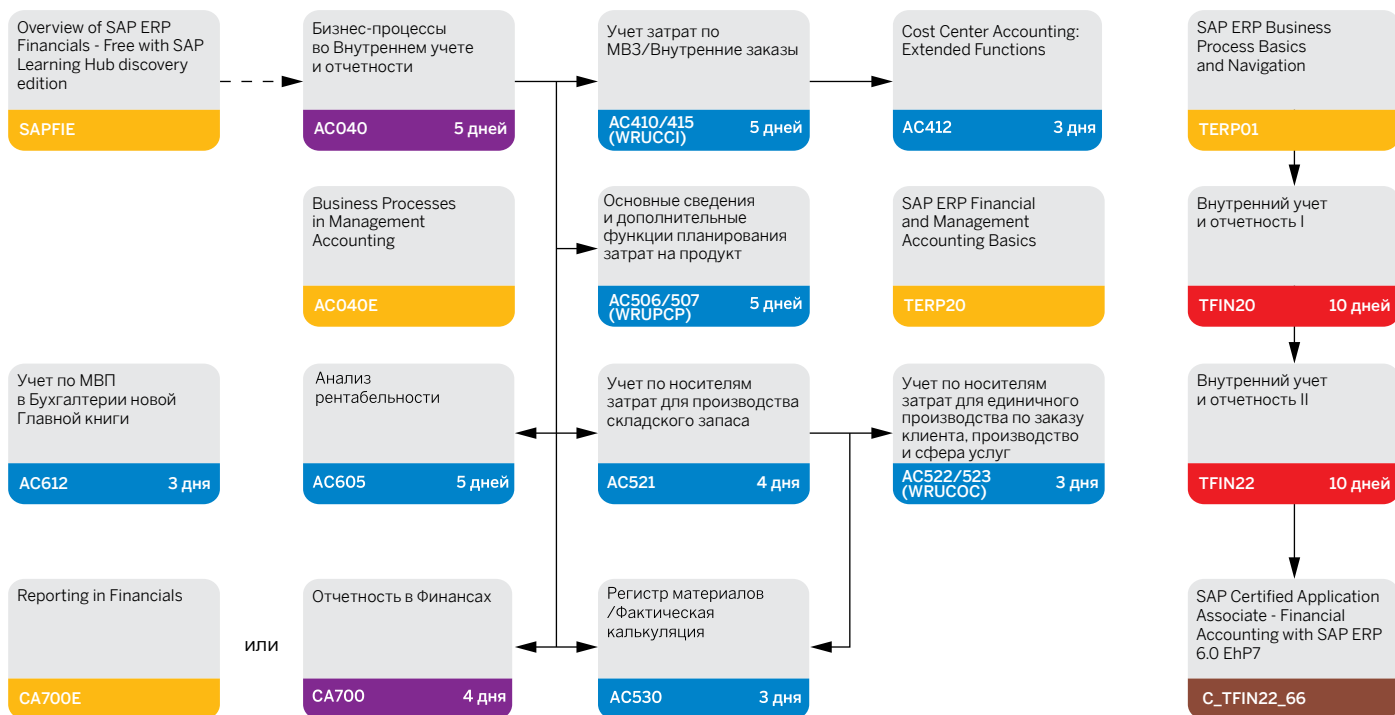 Overview of SAP ERP
Financials - Free with SAP
Learning Hub discovery
edition
SAPFIE
Бизнес-процессы
во Внутреннем учете
и отчетности
AC040 5 дней
Учет затрат по
МВЗ/Внутренние заказы
AC410/415
(WRUCCI) 5 дней
Cost Center Accounting:
Extended Functions
AC412 3 дня
SAP ERP Business
Process Basics
and Navigation
TERP01
Business Processes
in Management
Accounting
AC040E
Основные сведения
и дополнительные
функции планирования
затрат на продукт
AC506/507
(WRUPCP) 5 дней
SAP ERP Financial
and Management
Accounting Basics
TERP20
Внутренний учет
и отчетность I
TFIN20 10 дней
Учет по МВП
в Бухгалтерии новой
Главной книги
AC612 3 дня
Анализ
рентабельности
AC605 5 дней
Учет по носителям
затрат для производства
складского запаса
AC521 4 дня
Учет по носителям
затрат для единичного
производства по заказу
клиента, производство
и сфера услуг
AC522/523
(WRUCOC) 3 дня
Внутренний учет
и отчетность II
TFIN22 10 дней
Reporting in Financials
CA700E
или
Отчетность в Финансах
CA700 4 дня
Регистр материалов
/Фактическая
калькуляция
AC530 3 дня
SAP Certified Application
Associate - Financial
Accounting with SAP ERP
6.0 EhP7
C_TFIN22_66